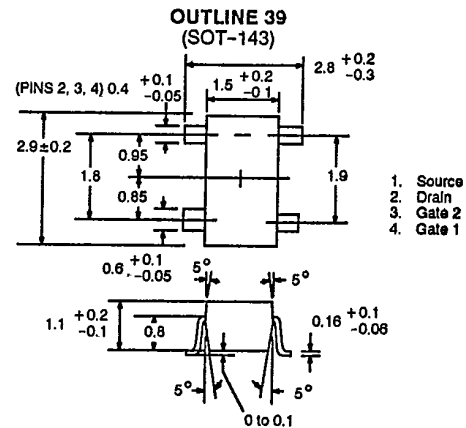 OUTLINE 39
(SOT-143)
2.8 +0.2 -0.3
1.5 +0.2 -0.1
(PINS 2, 3, 4) 0.4 +0.1 -0.05
2.9±0.2
1.8
0.95
0.85
1.9
1. Source
2. Drain
3. Gate 2
4. Gate 1
0.6 +0.1 -0.05
5°
5°
1.1 +0.2 -0.1
0.8
0.16 +0.1 -0.06
5°
5°
0 to 0.1